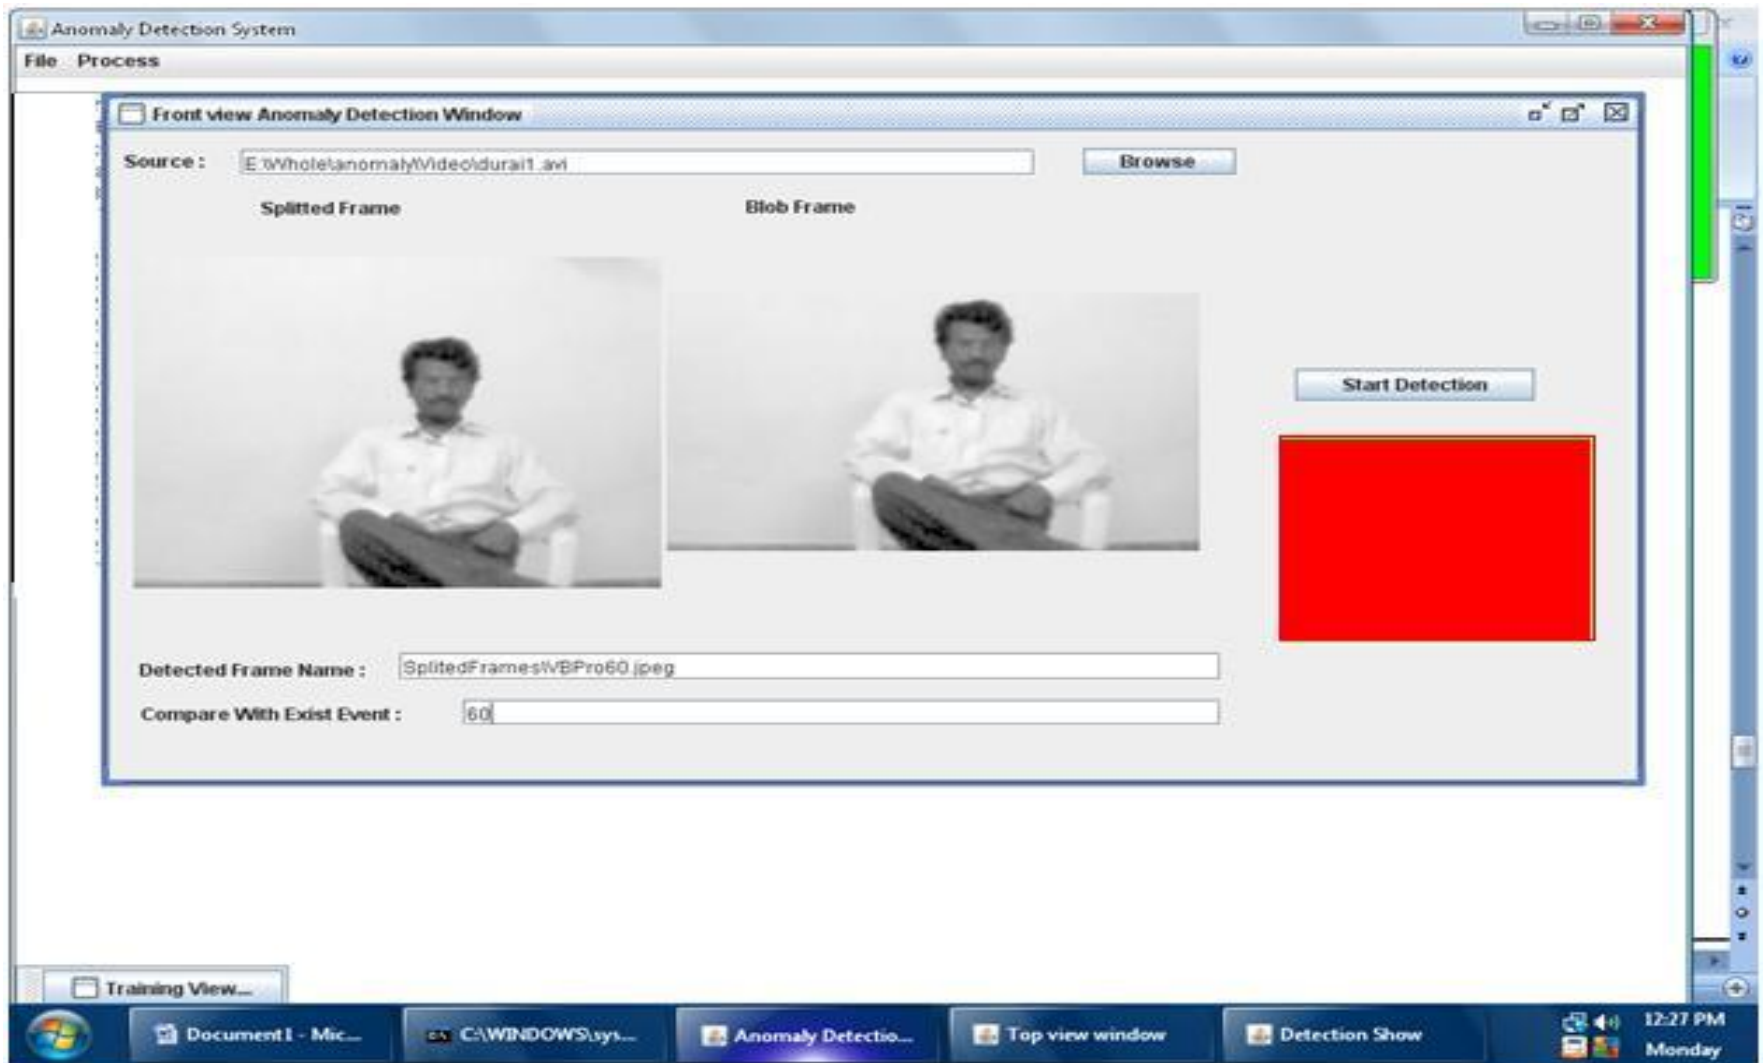 Anomaly Detection System
File Process
Front view Anomaly Detection Window
Source : E:\Whole\anomaly\Video\durai1.avi Browse
Splitted Frame Blob Frame
Start Detection
Detected Frame Name : SplitedFrames\VBPro60.jpeg
Compare With Exist Event : 60
Training View...
Document1 - Mic... C:\WINDOWS\sys... Anomaly Detectio... Top view window Detection Show 12:27 PM
Monday